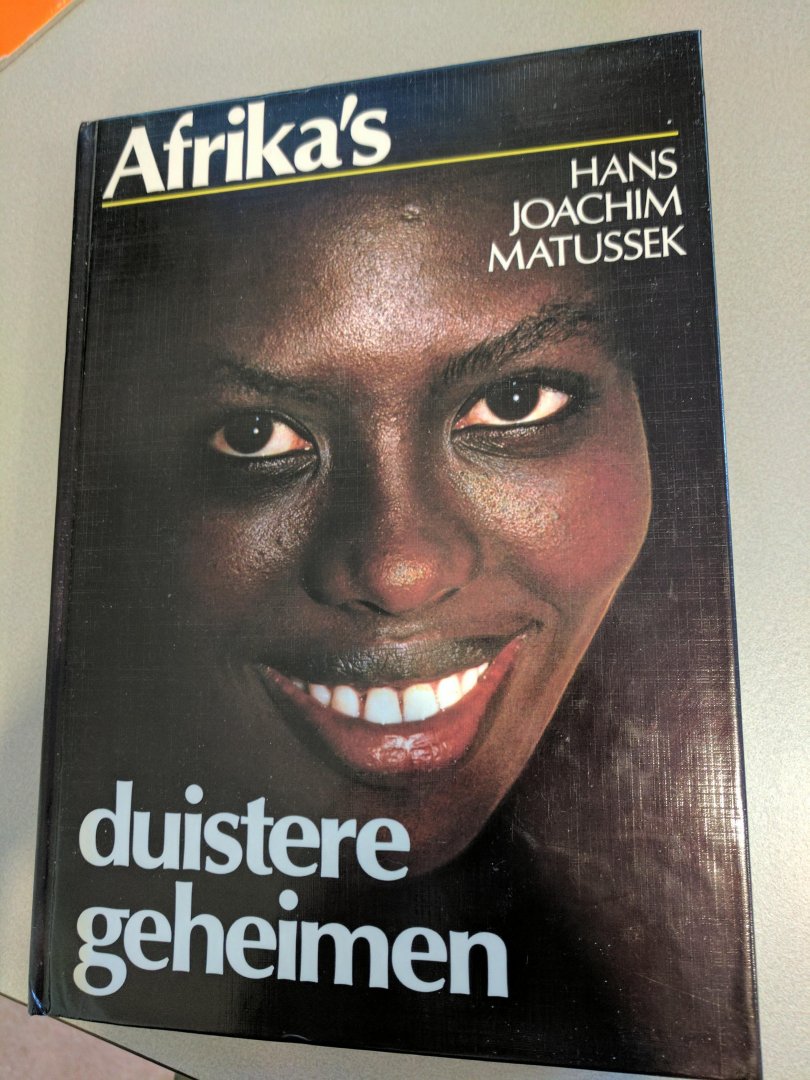 Afrika's
HANS
JOACHIM
MATUSSEK
duistere
geheimen